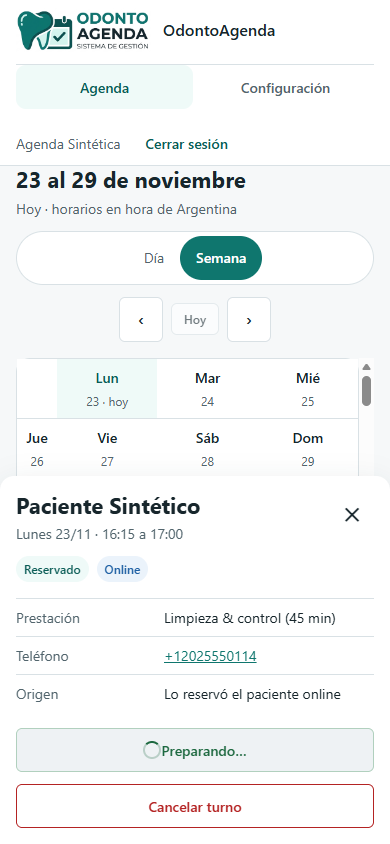 ODONTO
AGENDA
SISTEMA DE GESTIÓN
OdontoAgenda
Agenda
Configuración
Agenda Sintética
Cerrar sesión
23 al 29 de noviembre
Hoy · horarios en hora de Argentina
Día
Semana
‹
Hoy
›
Lun
Mar
Mié
23 · hoy
24
25
Jue
Vie
Sáb
Dom
26
27
28
29
Paciente Sintético
Lunes 23/11 · 16:15 a 17:00
Reservado
Online
Prestación
Limpieza & control (45 min)
Teléfono
+12025550114
Origen
Lo reservó el paciente online
Preparando...
Cancelar turno